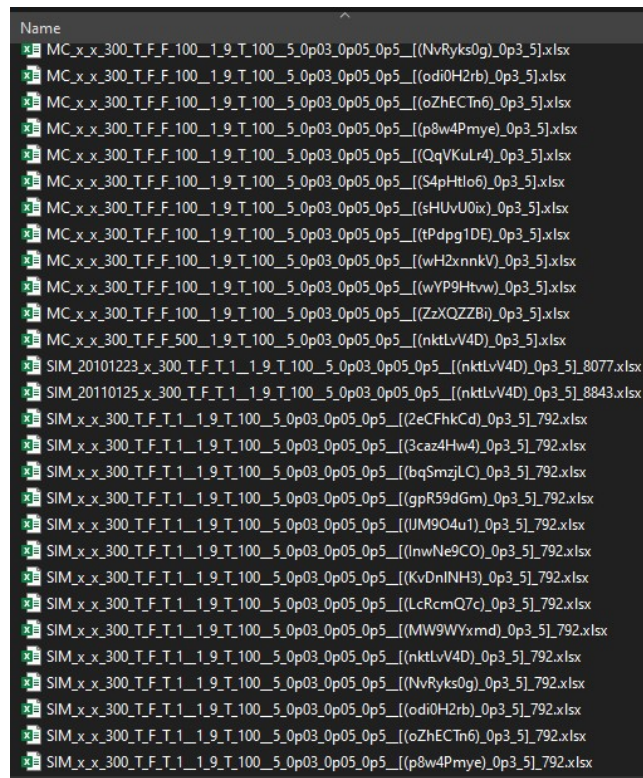 Name
MC_x_x_300_T_F_F_100__1_9_T_100__5_0p03_0p05_0p5__[(NvRyks0g)_0p3_5].xlsx
MC_x_x_300_T_F_F_100__1_9_T_100__5_0p03_0p05_0p5__[(odi0H2rb)_0p3_5].xlsx
MC_x_x_300_T_F_F_100__1_9_T_100__5_0p03_0p05_0p5__[(oZhECTn6)_0p3_5].xlsx
MC_x_x_300_T_F_F_100__1_9_T_100__5_0p03_0p05_0p5__[(p8w4Pmye)_0p3_5].xlsx
MC_x_x_300_T_F_F_100__1_9_T_100__5_0p03_0p05_0p5__[(QqVKuLr4)_0p3_5].xlsx
MC_x_x_300_T_F_F_100__1_9_T_100__5_0p03_0p05_0p5__[(S4pHtlo6)_0p3_5].xlsx
MC_x_x_300_T_F_F_100__1_9_T_100__5_0p03_0p05_0p5__[(sHUvU0ix)_0p3_5].xlsx
MC_x_x_300_T_F_F_100__1_9_T_100__5_0p03_0p05_0p5__[(tPdpg1DE)_0p3_5].xlsx
MC_x_x_300_T_F_F_100__1_9_T_100__5_0p03_0p05_0p5__[(wH2xnnkV)_0p3_5].xlsx
MC_x_x_300_T_F_F_100__1_9_T_100__5_0p03_0p05_0p5__[(wYP9Htvw)_0p3_5].xlsx
MC_x_x_300_T_F_F_100__1_9_T_100__5_0p03_0p05_0p5__[(ZzXQZZBi)_0p3_5].xlsx
MC_x_x_300_T_F_F_500__1_9_T_100__5_0p03_0p05_0p5__[(nktLvV4D)_0p3_5].xlsx
SIM_20101223_x_300_T_F_T_1__1_9_T_100__5_0p03_0p05_0p5__[(nktLvV4D)_0p3_5]_8077.xlsx
SIM_20110125_x_300_T_F_T_1__1_9_T_100__5_0p03_0p05_0p5__[(nktLvV4D)_0p3_5]_8843.xlsx
SIM_x_x_300_T_F_T_1__1_9_T_100__5_0p03_0p05_0p5__[(2eCFhkCd)_0p3_5]_792.xlsx
SIM_x_x_300_T_F_T_1__1_9_T_100__5_0p03_0p05_0p5__[(3caz4Hw4)_0p3_5]_792.xlsx
SIM_x_x_300_T_F_T_1__1_9_T_100__5_0p03_0p05_0p5__[(bqSmzjLC)_0p3_5]_792.xlsx
SIM_x_x_300_T_F_T_1__1_9_T_100__5_0p03_0p05_0p5__[(gpR59dGm)_0p3_5]_792.xlsx
SIM_x_x_300_T_F_T_1__1_9_T_100__5_0p03_0p05_0p5__[(IJM9O4u1)_0p3_5]_792.xlsx
SIM_x_x_300_T_F_T_1__1_9_T_100__5_0p03_0p05_0p5__[(InwNe9CO)_0p3_5]_792.xlsx
SIM_x_x_300_T_F_T_1__1_9_T_100__5_0p03_0p05_0p5__[(KvDnINH3)_0p3_5]_792.xlsx
SIM_x_x_300_T_F_T_1__1_9_T_100__5_0p03_0p05_0p5__[(LcRcmQ7c)_0p3_5]_792.xlsx
SIM_x_x_300_T_F_T_1__1_9_T_100__5_0p03_0p05_0p5__[(MW9WYxmd)_0p3_5]_792.xlsx
SIM_x_x_300_T_F_T_1__1_9_T_100__5_0p03_0p05_0p5__[(nktLvV4D)_0p3_5]_792.xlsx
SIM_x_x_300_T_F_T_1__1_9_T_100__5_0p03_0p05_0p5__[(NvRyks0g)_0p3_5]_792.xlsx
SIM_x_x_300_T_F_T_1__1_9_T_100__5_0p03_0p05_0p5__[(odi0H2rb)_0p3_5]_792.xlsx
SIM_x_x_300_T_F_T_1__1_9_T_100__5_0p03_0p05_0p5__[(oZhECTn6)_0p3_5]_792.xlsx
SIM_x_x_300_T_F_T_1__1_9_T_100__5_0p03_0p05_0p5__[(p8w4Pmye)_0p3_5]_792.xlsx